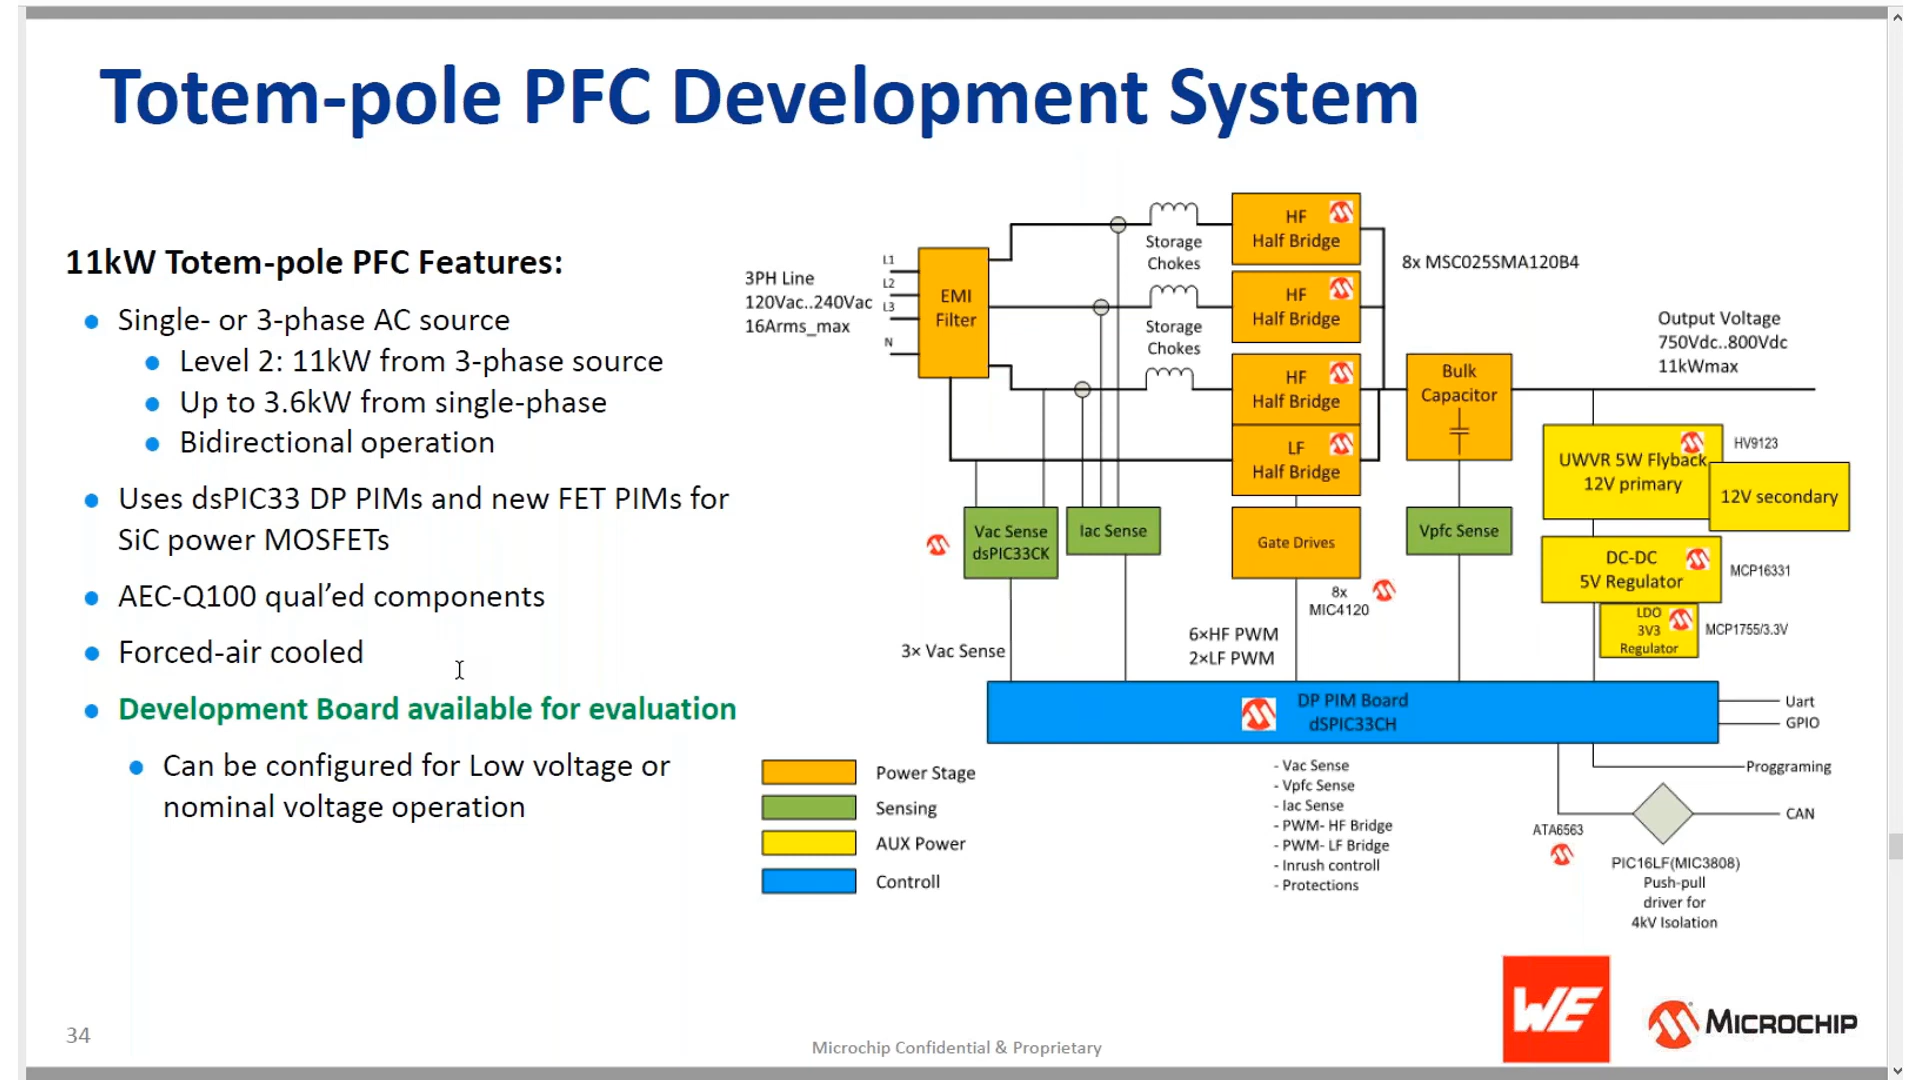 Totem-pole PFC Development System
11kW Totem-pole PFC Features:
Single- or 3-phase AC source
Level 2: 11kW from 3-phase source
Up to 3.6kW from single-phase
Bidirectional operation
Uses dsPIC33 DP PIMs and new FET PIMs for
SiC power MOSFETs
AEC-Q100 qual’ed components
Forced-air cooled
Development Board available for evaluation
Can be configured for Low voltage or
nominal voltage operation
3PH Line
120Vac..240Vac
16Arms_max
L1
L2
L3
N
EMI
Filter
Storage
Chokes
Storage
Chokes
HF
Half Bridge
HF
Half Bridge
HF
Half Bridge
LF
Half Bridge
8x MSC025SMA120B4
Bulk
Capacitor
Output Voltage
750Vdc..800Vdc
11kWmax
UWVR 5W Flyback
12V primary
HV9123
12V secondary
Vac Sense
dsPIC33CK
Iac Sense
Gate Drives
Vpfc Sense
DC-DC
5V Regulator
MCP16331
8x
MIC4120
LDO
3V3
Regulator
MCP1755/3.3V
3× Vac Sense
6×HF PWM
2×LF PWM
DP PIM Board
dSPIC33CH
Uart
GPIO
Proggraming
CAN
ATA6563
PIC16LF(MIC3808)
Push-pull
driver for
4kV Isolation
Power Stage
Sensing
AUX Power
Controll
- Vac Sense
- Vpfc Sense
- Iac Sense
- PWM- HF Bridge
- PWM- LF Bridge
- Inrush controll
- Protections
34
Microchip Confidential & Proprietary
WE
MICROCHIP